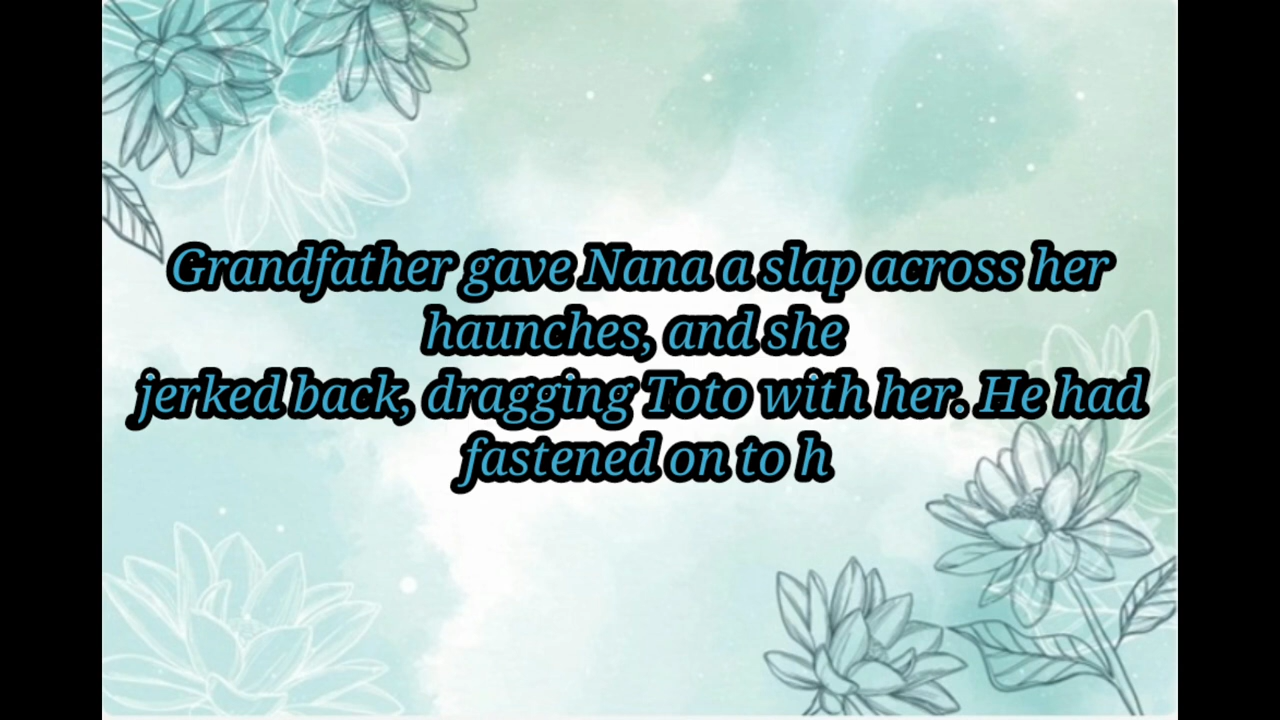 Grandfather gave Nana a slap across her
haunches, and she
jerked back, dragging Toto with her. He had
fastened on to h